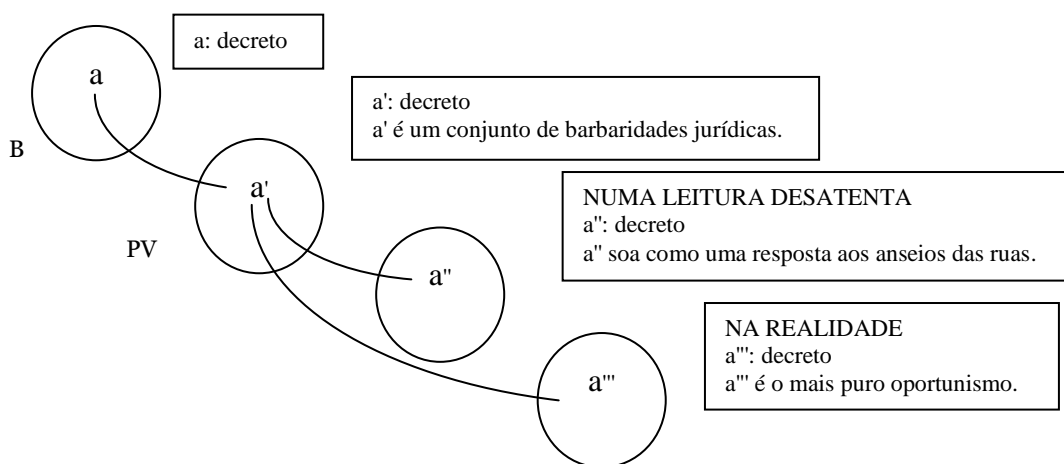 a: decreto
a
a': decreto
a' é um conjunto de barbaridades jurídicas.
B
a'
NUMA LEITURA DESATENTA
a": decreto
a" soa como uma resposta aos anseios das ruas.
PV
a"
NA REALIDADE
a"': decreto
a"' é o mais puro oportunismo.
a"'